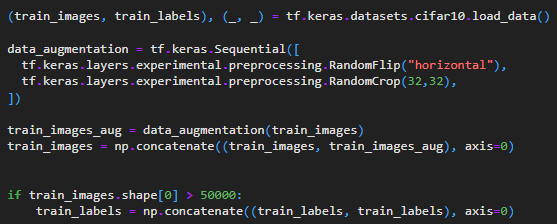 (train_images, train_labels), (_, _) = tf.keras.datasets.cifar10.load_data()
data_augmentation = tf.keras.Sequential([
  tf.keras.layers.experimental.preprocessing.RandomFlip("horizontal"),
  tf.keras.layers.experimental.preprocessing.RandomCrop(32,32),
])
train_images_aug = data_augmentation(train_images)
train_images = np.concatenate((train_images, train_images_aug), axis=0)
if train_images.shape[0] > 50000:
    train_labels = np.concatenate((train_labels, train_labels), axis=0)